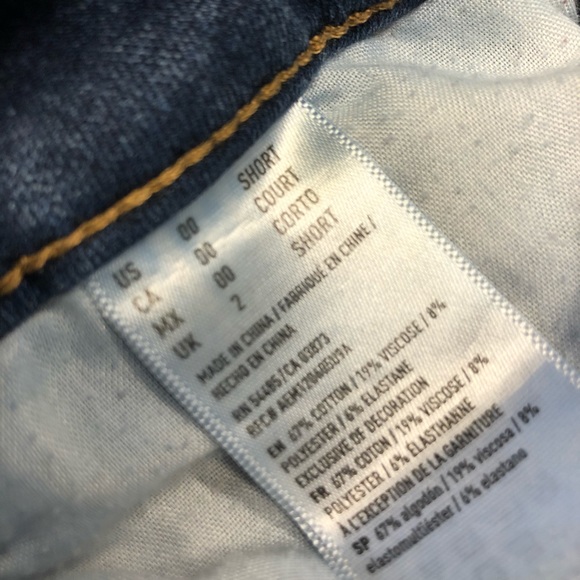 US 00 SHORT
CA 00 COURT
MX 00 CORTO
UK 2 SHORT
MADE IN CHINA / FABRIQUÉ EN CHINE /
HECHO EN CHINA
RN 54485/CA 03873
RFC# AEM120606U9A
EN 67% COTTON / 19% VISCOSE / 8%
POLYESTER / 6% ELASTANE
EXCLUSIVE OF DECORATION
FR 67% COTON / 19% VISCOSE / 8%
POLYESTER / 6% ÉLASTHANNE
À L'EXCEPTION DE LA GARNITURE
SP 67% algodón / 19% viscosa / 8%
elastomultiéster / 6% elastano